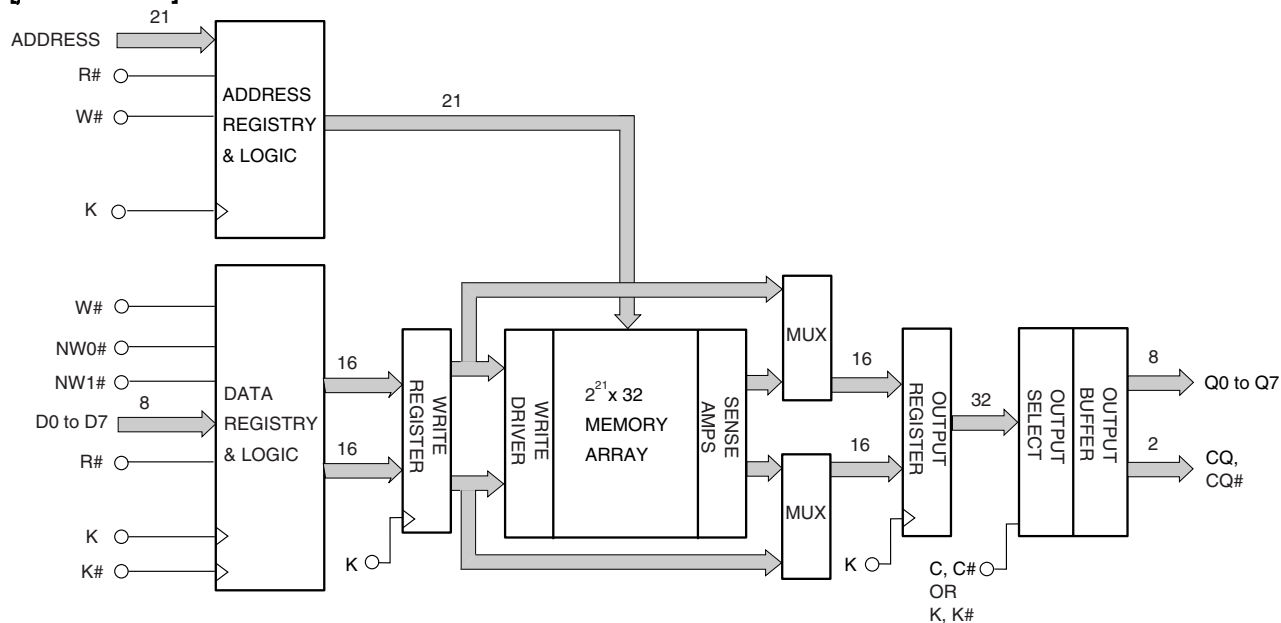 21
ADDRESS
R#
W#
K
ADDRESS
REGISTRY
& LOGIC
21
W#
NW0#
NW1#
D0 to D7
8
R#
K
K#
DATA
REGISTRY
& LOGIC
16
16
WRITE
REGISTER
K
WRITE
DRIVER
2²¹ x 32
MEMORY
ARRAY
SENSE
AMPS
MUX
MUX
16
16
OUTPUT
REGISTER
K
32
OUTPUT
SELECT
OUTPUT
BUFFER
C, C#
OR
K, K#
8
Q0 to Q7
2
CQ,
CQ#